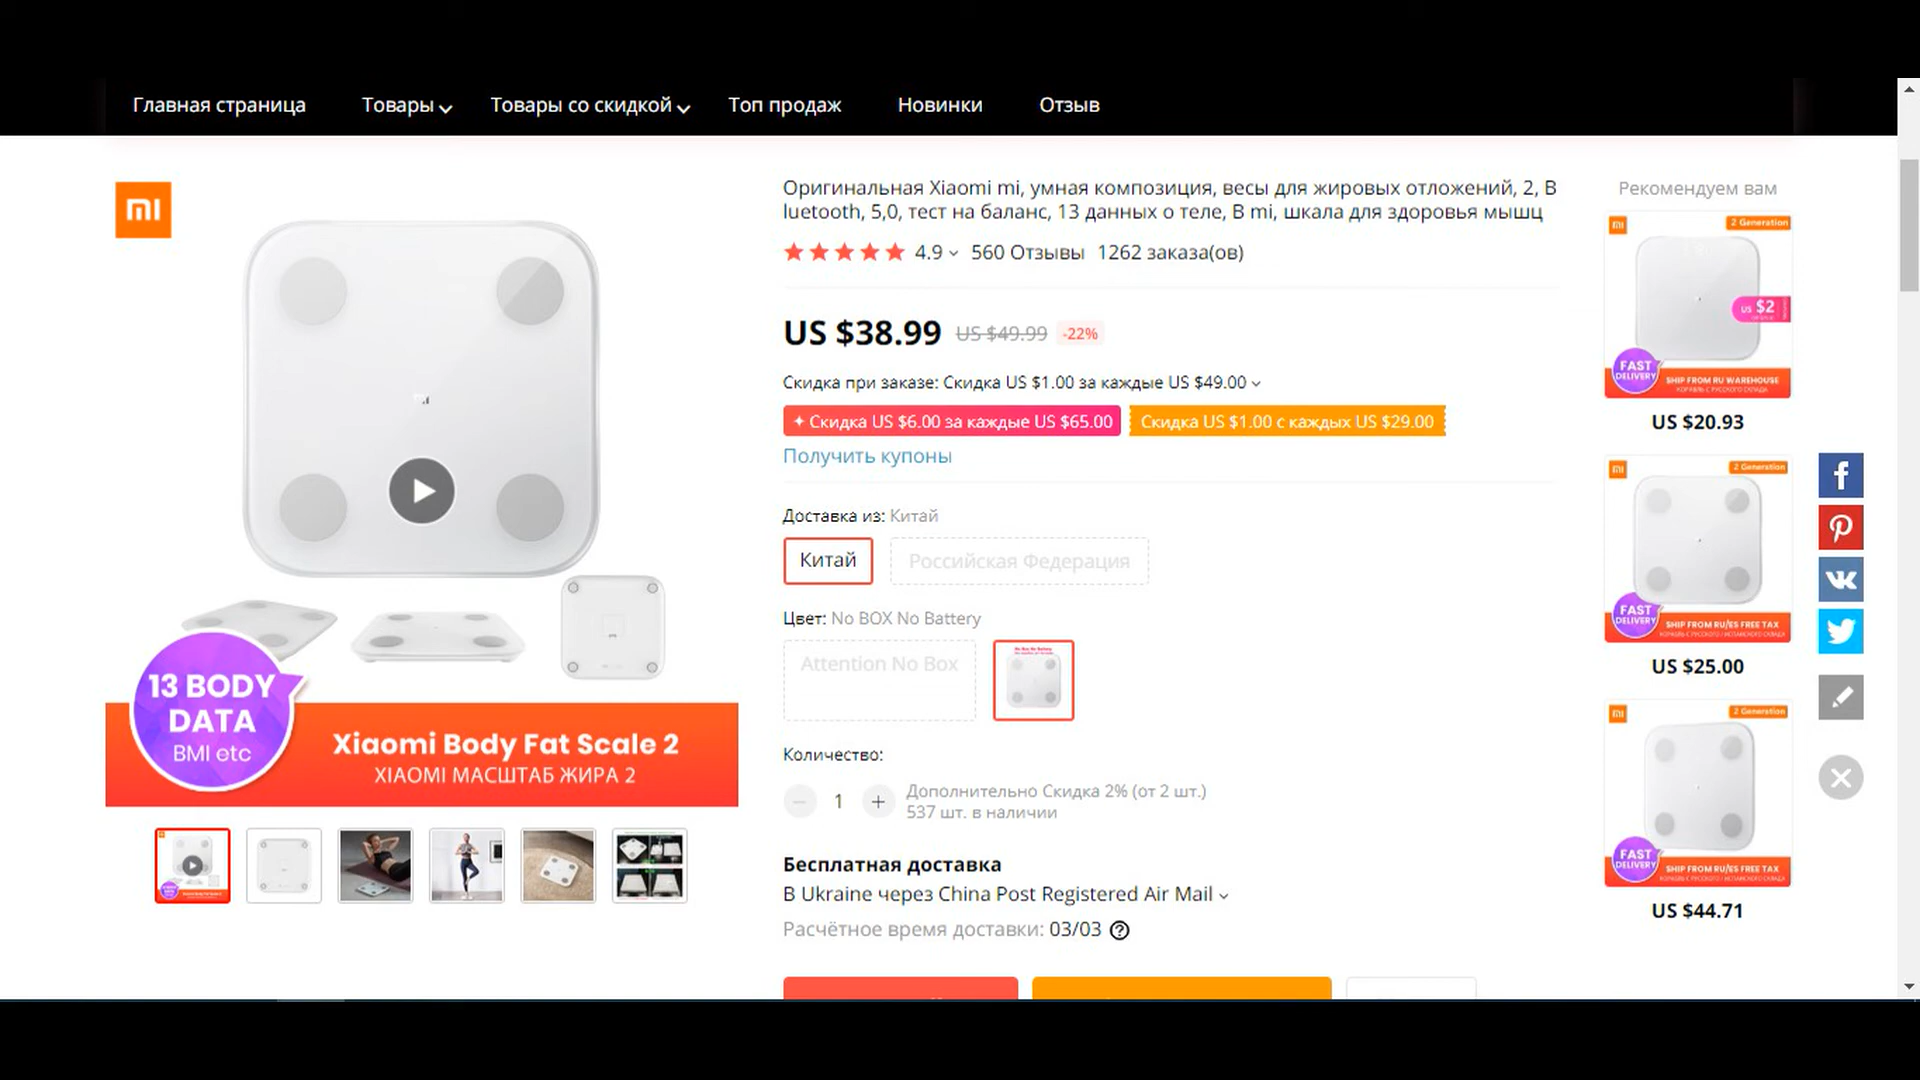 Главная страница
Товары
Товары со скидкой
Топ продаж
Новинки
Отзыв
Оригинальная Xiaomi mi, умная композиция, весы для жировых отложений, 2, B
luetooth, 5,0, тест на баланс, 13 данных о теле, B mi, шкала для здоровья мышц
4.9 560 Отзывы 1262 заказа(ов)
US $38.99 US $49.99 -22%
Скидка при заказе: Скидка US $1.00 за каждые US $49.00
Скидка US $6.00 за каждые US $65.00
Скидка US $1.00 с каждых US $29.00
Получить купоны
Доставка из: Китай
Китай
Российская Федерация
Цвет: No BOX No Battery
Attention No Box
No Box No Battery
Количество:
1
Дополнительно Скидка 2% (от 2 шт.)
537 шт. в наличии
Бесплатная доставка
В Ukraine через China Post Registered Air Mail
Расчётное время доставки: 03/03
mi
13 BODY
DATA
BMI etc
Xiaomi Body Fat Scale 2
XIAOMI МАСШТАБ ЖИРА 2
Рекомендуем вам
mi
2 Generation
US $2
FAST
DELIVERY
SHIP FROM RU WAREHOUSE
US $20.93
mi
2 Generation
FAST
DELIVERY
SHIP FROM RU/ES FREE TAX
US $25.00
mi
2 Generation
FAST
DELIVERY
SHIP FROM RU/ES FREE TAX
US $44.71